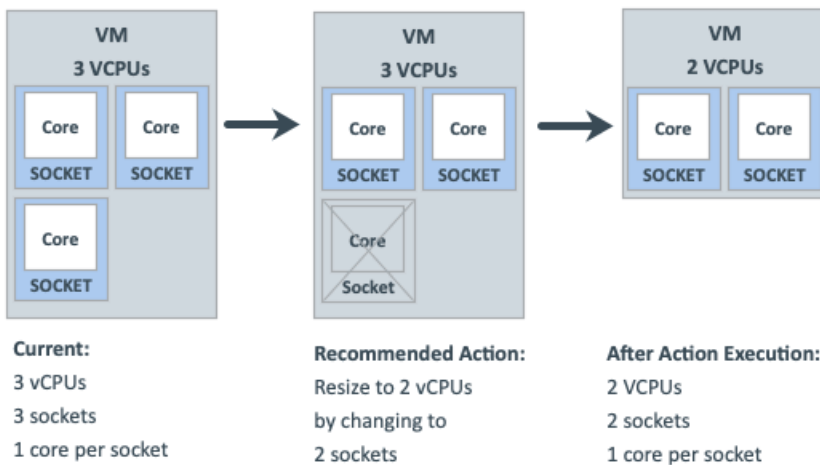 VM
3 VCPUs
Core
Core
SOCKET
SOCKET
Core
SOCKET
VM
3 VCPUs
Core
Core
SOCKET
SOCKET
Core
Socket
VM
2 VCPUs
Core
Core
SOCKET
SOCKET
Current:
3 vCPUs
3 sockets
1 core per socket
Recommended Action:
Resize to 2 vCPUs
by changing to
2 sockets
After Action Execution:
2 VCPUs
2 sockets
1 core per socket